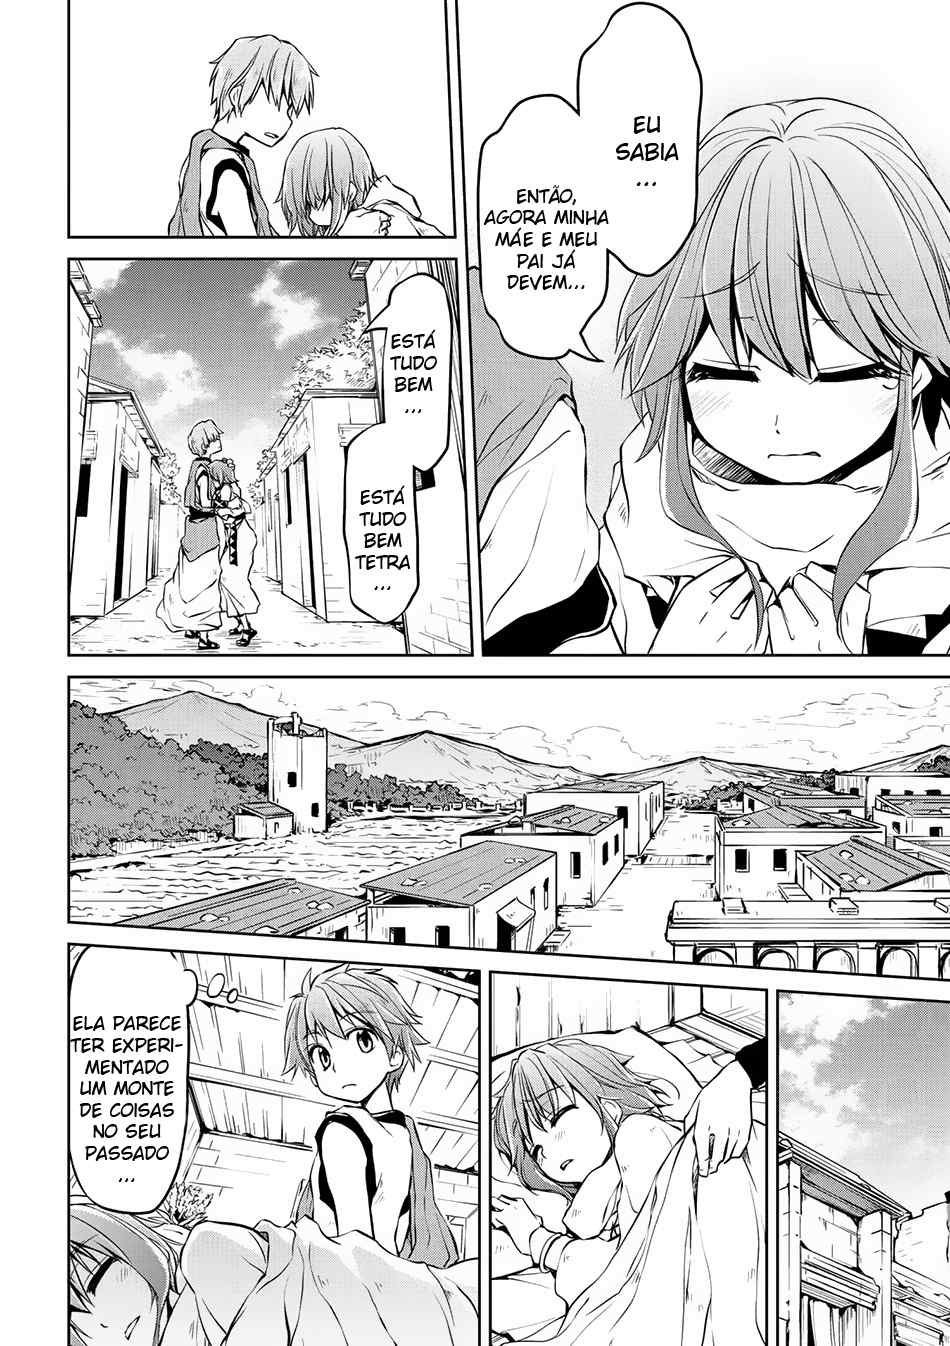 EU
SABIA
...
ENTÃO,
AGORA MINHA
MÁE E MEU
PAI JÁ
DEVEM...
ESTÁ
TUDO
BEM
...
ESTÁ
TUDO
BEM
TETRA
...
ELA PARECE
TER EXPERI-
MENTADO
UM MONTE
DE COISAS
NO SEU
PASSADO
...